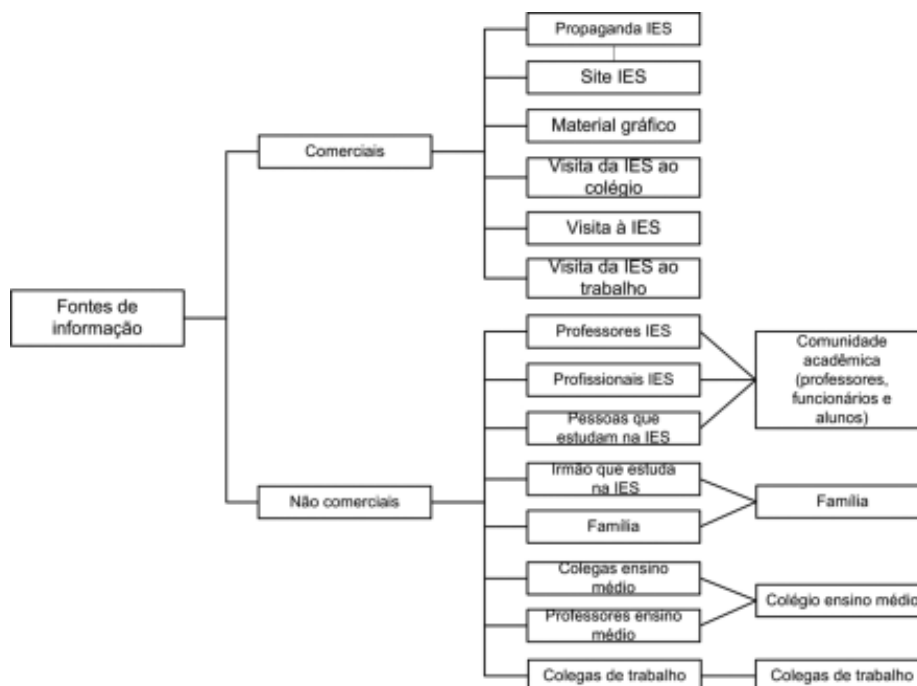 Propaganda IES
Site IES
Material gráfico
Comerciais
Visita da IES ao
colégio
Visita à IES
Visita da IES ao
trabalho
Fontes de
informação
Professores IES
Profissionais IES
Pessoas que
estudam na IES
Comunidade
acadêmica
(professores,
funcionários e
alunos)
Não comerciais
Irmão que estuda
na IES
Família
Família
Colegas ensino
médio
Professores ensino
médio
Colégio ensino médio
Colegas de trabalho
Colegas de trabalho